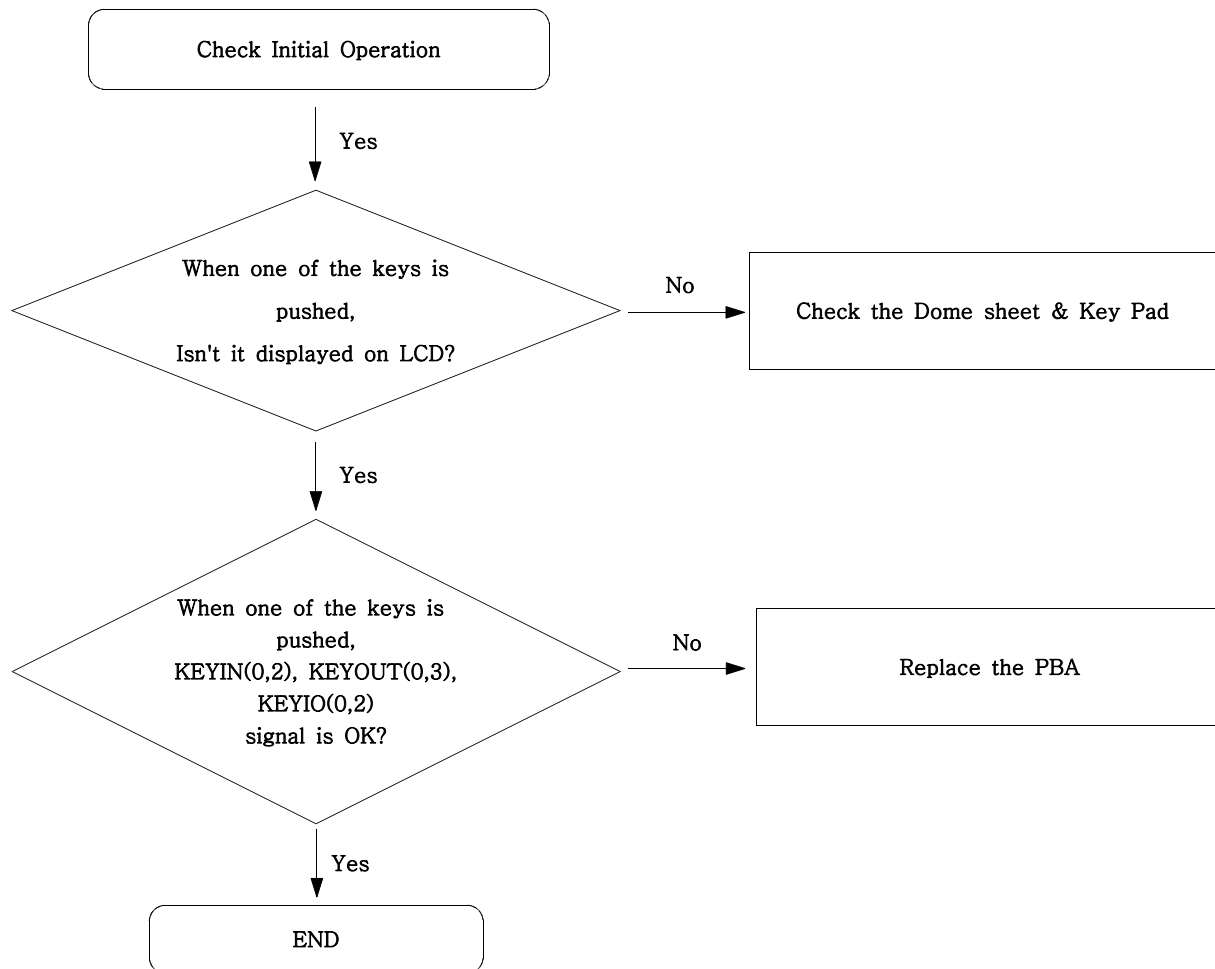 Check Initial Operation
Yes
When one of the keys is
pushed,
Isn't it displayed on LCD?
No
Check the Dome sheet & Key Pad
Yes
When one of the keys is
pushed,
KEYIN(0,2), KEYOUT(0,3),
KEYIO(0,2)
signal is OK?
No
Replace the PBA
Yes
END